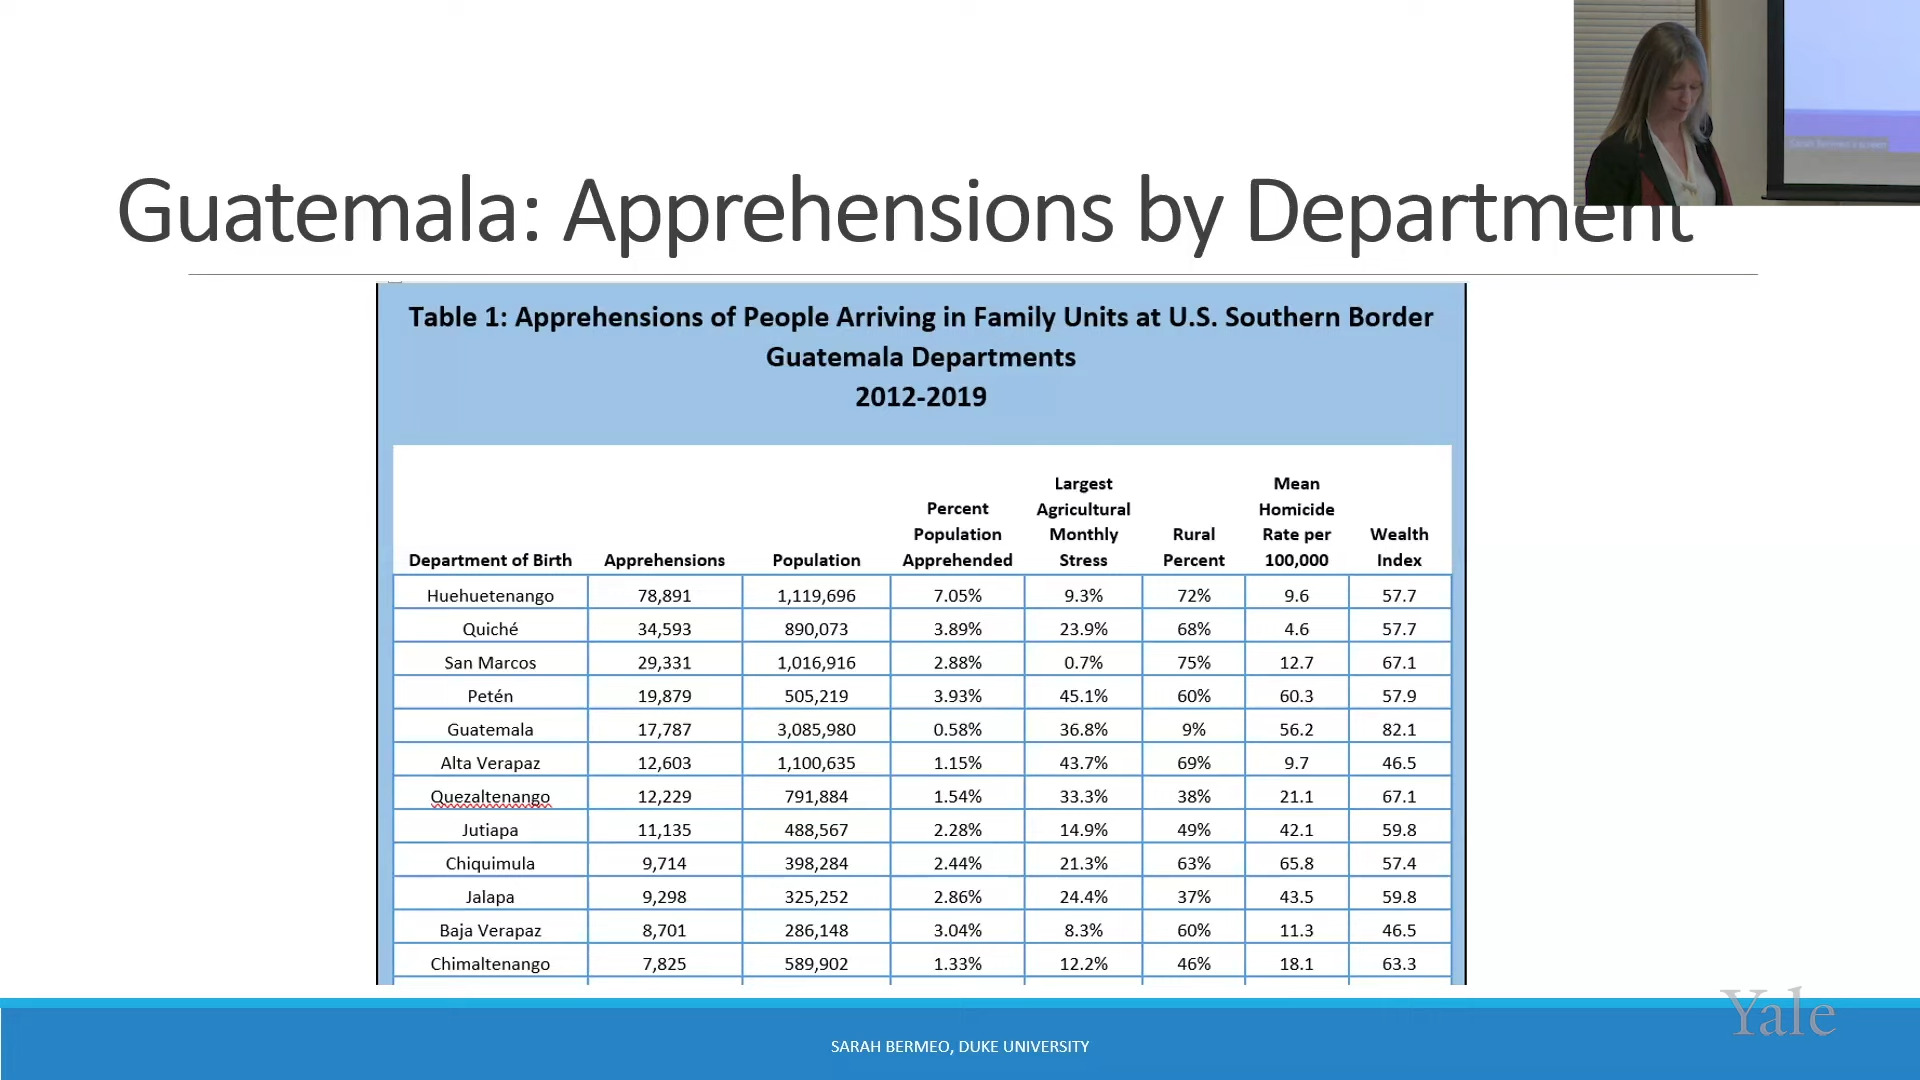 Guatemala: Apprehensions by Department
Table 1: Apprehensions of People Arriving in Family Units at U.S. Southern Border
Guatemala Departments
2012-2019
Department of Birth Apprehensions Population Percent Population Apprehended Largest Agricultural Monthly Stress Rural Percent Mean Homicide Rate per 100,000 Wealth Index
Huehuetenango 78,891 1,119,696 7.05% 9.3% 72% 9.6 57.7
Quiché 34,593 890,073 3.89% 23.9% 68% 4.6 57.7
San Marcos 29,331 1,016,916 2.88% 0.7% 75% 12.7 67.1
Petén 19,879 505,219 3.93% 45.1% 60% 60.3 57.9
Guatemala 17,787 3,085,980 0.58% 36.8% 9% 56.2 82.1
Alta Verapaz 12,603 1,100,635 1.15% 43.7% 69% 9.7 46.5
Quezaltenango 12,229 791,884 1.54% 33.3% 38% 21.1 67.1
Jutiapa 11,135 488,567 2.28% 14.9% 49% 42.1 59.8
Chiquimula 9,714 398,284 2.44% 21.3% 63% 65.8 57.4
Jalapa 9,298 325,252 2.86% 24.4% 37% 43.5 59.8
Baja Verapaz 8,701 286,148 3.04% 8.3% 60% 11.3 46.5
Chimaltenango 7,825 589,902 1.33% 12.2% 46% 18.1 63.3
Yale
SARAH BERMEO, DUKE UNIVERSITY